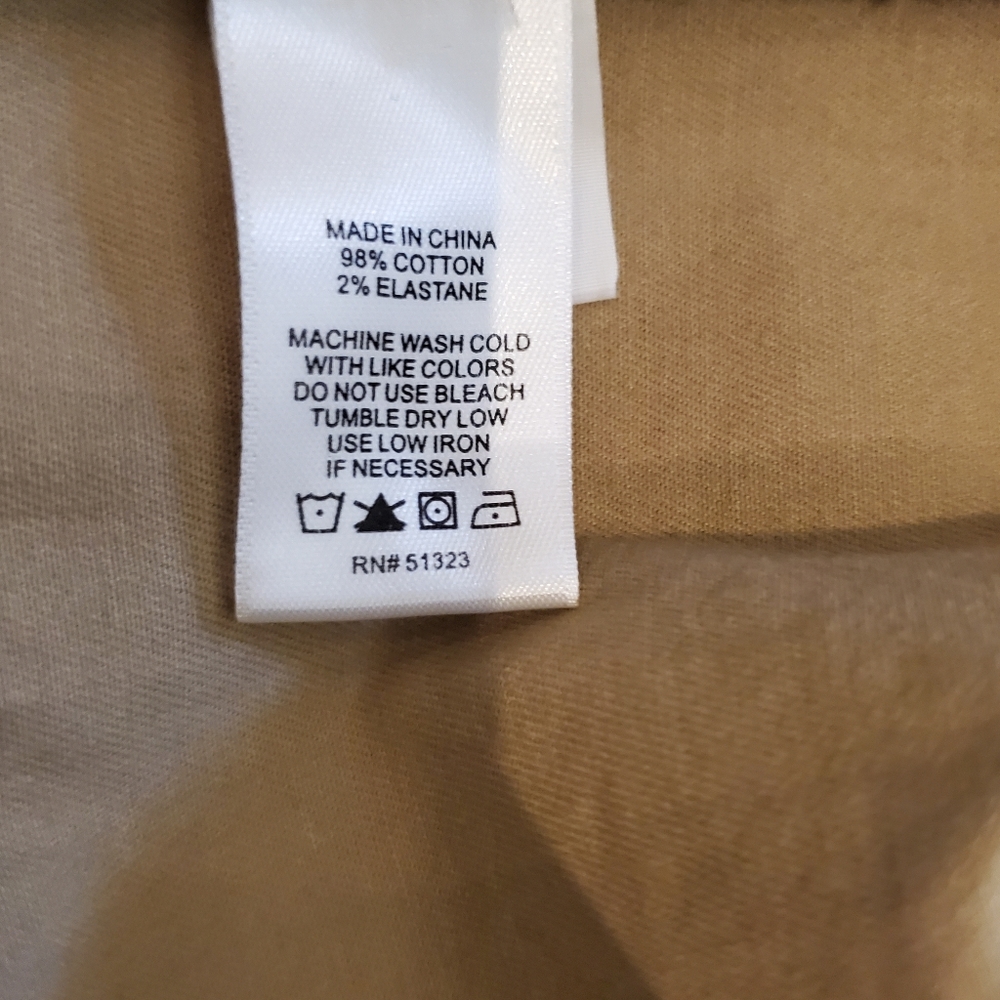 MADE IN CHINA
98% COTTON
2% ELASTANE
MACHINE WASH COLD
WITH LIKE COLORS
DO NOT USE BLEACH
TUMBLE DRY LOW
USE LOW IRON
IF NECESSARY
RN# 51323